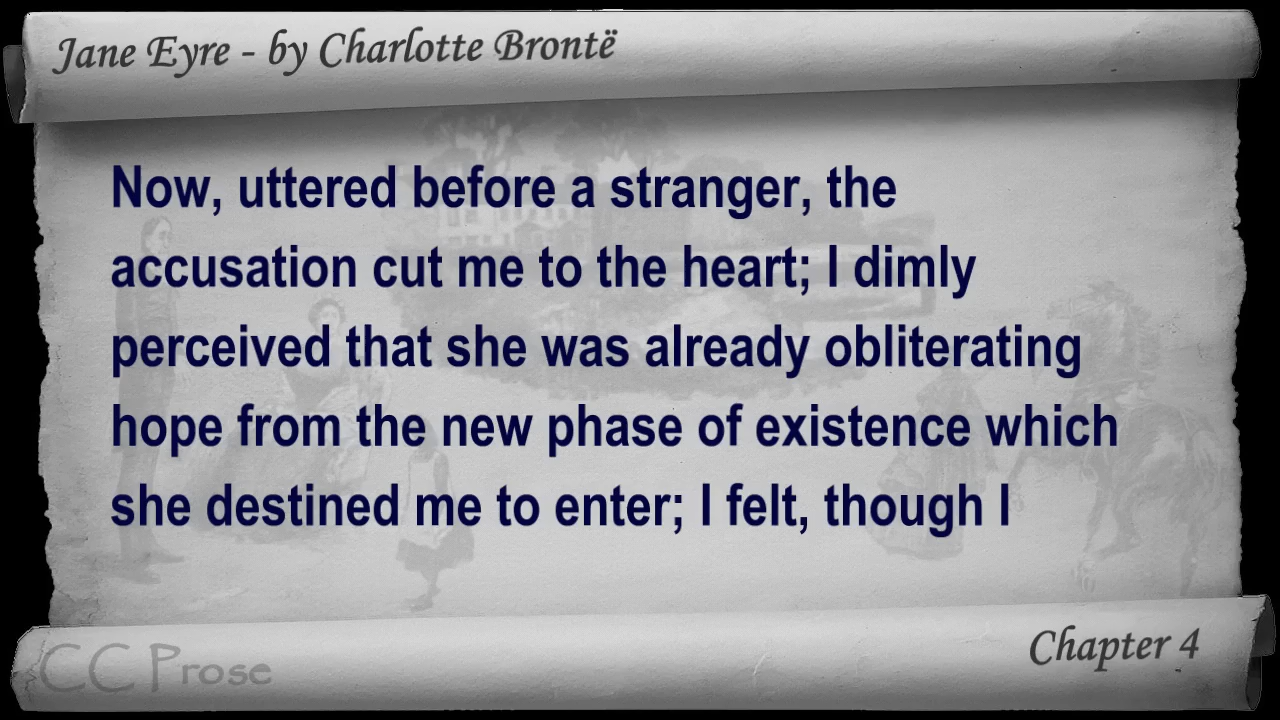 Jane Eyre - by Charlotte Brontë
Now, uttered before a stranger, the
accusation cut me to the heart; I dimly
perceived that she was already obliterating
hope from the new phase of existence which
she destined me to enter; I felt, though I
Chapter 4
CC Prose